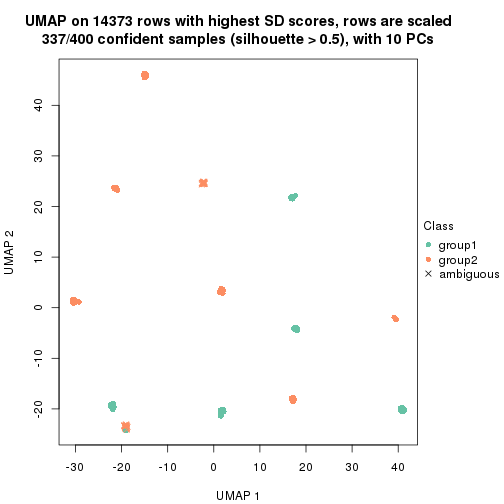 UMAP on 14373 rows with highest SD scores, rows are scaled
337/400 confident samples (silhouette > 0.5), with 10 PCs
40
30
20
10
0
-10
-20
UMAP 2
-30
-20
-10
0
10
20
30
40
UMAP 1
Class
group1
group2
ambiguous